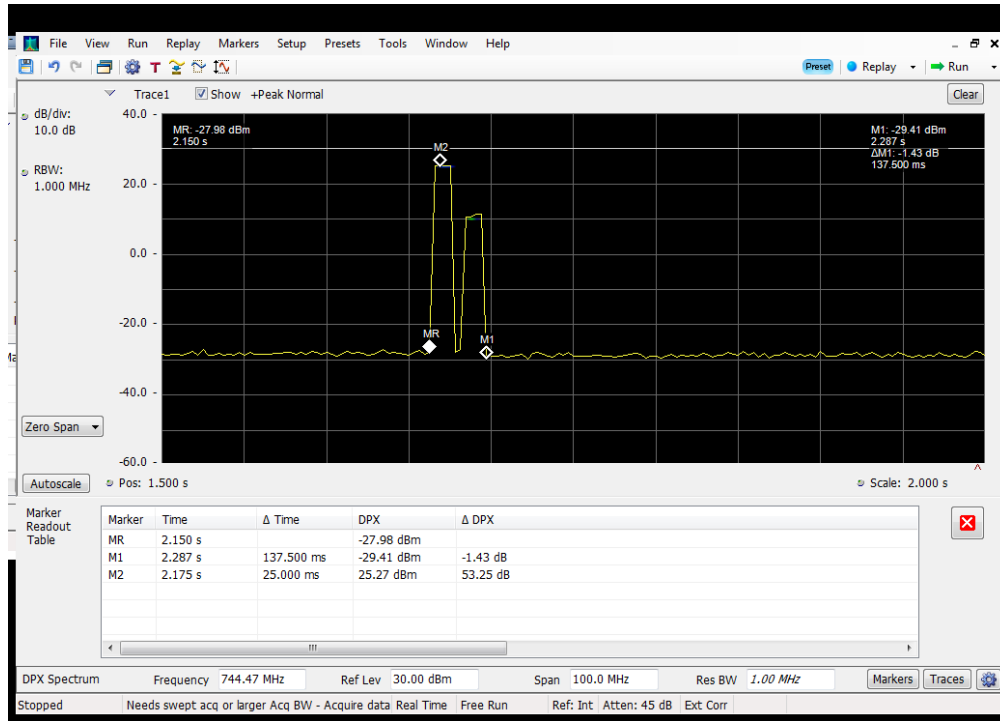 File View Run Replay Markers Setup Presets Tools Window Help
T Preset Replay Run
Trace1 Show +Peak Normal Clear
dB/div:
10.0 dB
RBW:
1.000 MHz
40.0
20.0
0.0
-20.0
-40.0
-60.0
MR: -27.98 dBm
2.150 s
M1: -29.41 dBm
2.287 s
ΔM1: -1.43 dB
137.500 ms
M2
MR
M1
Zero Span
Autoscale Pos: 1.500 s Scale: 2.000 s
Marker
Readout
Table
Marker Time Δ Time DPX Δ DPX
MR 2.150 s -27.98 dBm
M1 2.287 s 137.500 ms -29.41 dBm -1.43 dB
M2 2.175 s 25.000 ms 25.27 dBm 53.25 dB
DPX Spectrum Frequency 744.47 MHz Ref Lev 30.00 dBm Span 100.0 MHz Res BW 1.00 MHz Markers Traces
Stopped Needs swept acq or larger Acq BW - Acquire data Real Time Free Run Ref: Int Atten: 45 dB Ext Corr